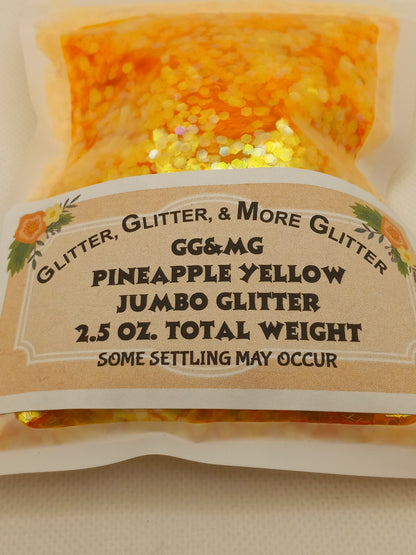 Glitter, Glitter, & More Glitter
GG&MG
PINEAPPLE YELLOW
JUMBO GLITTER
2.5 OZ. TOTAL WEIGHT
SOME SETTLING MAY OCCUR